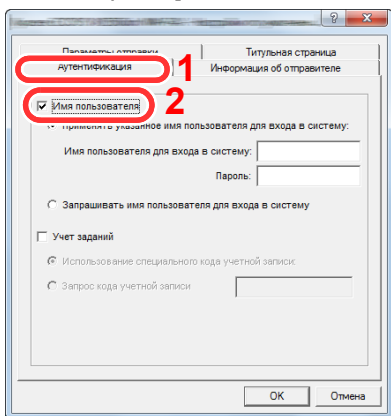 Параметры отправки
Титульная страница
Аутентификация
1
Информация об отправителе
Имя пользователя
2
Применять указанное имя пользователя для входа в систему:
Имя пользователя для входа в систему:
Пароль:
Запрашивать имя пользователя для входа в систему
Учет заданий
Использование специального кода учетной записи:
Запрос кода учетной записи
OK
Отмена